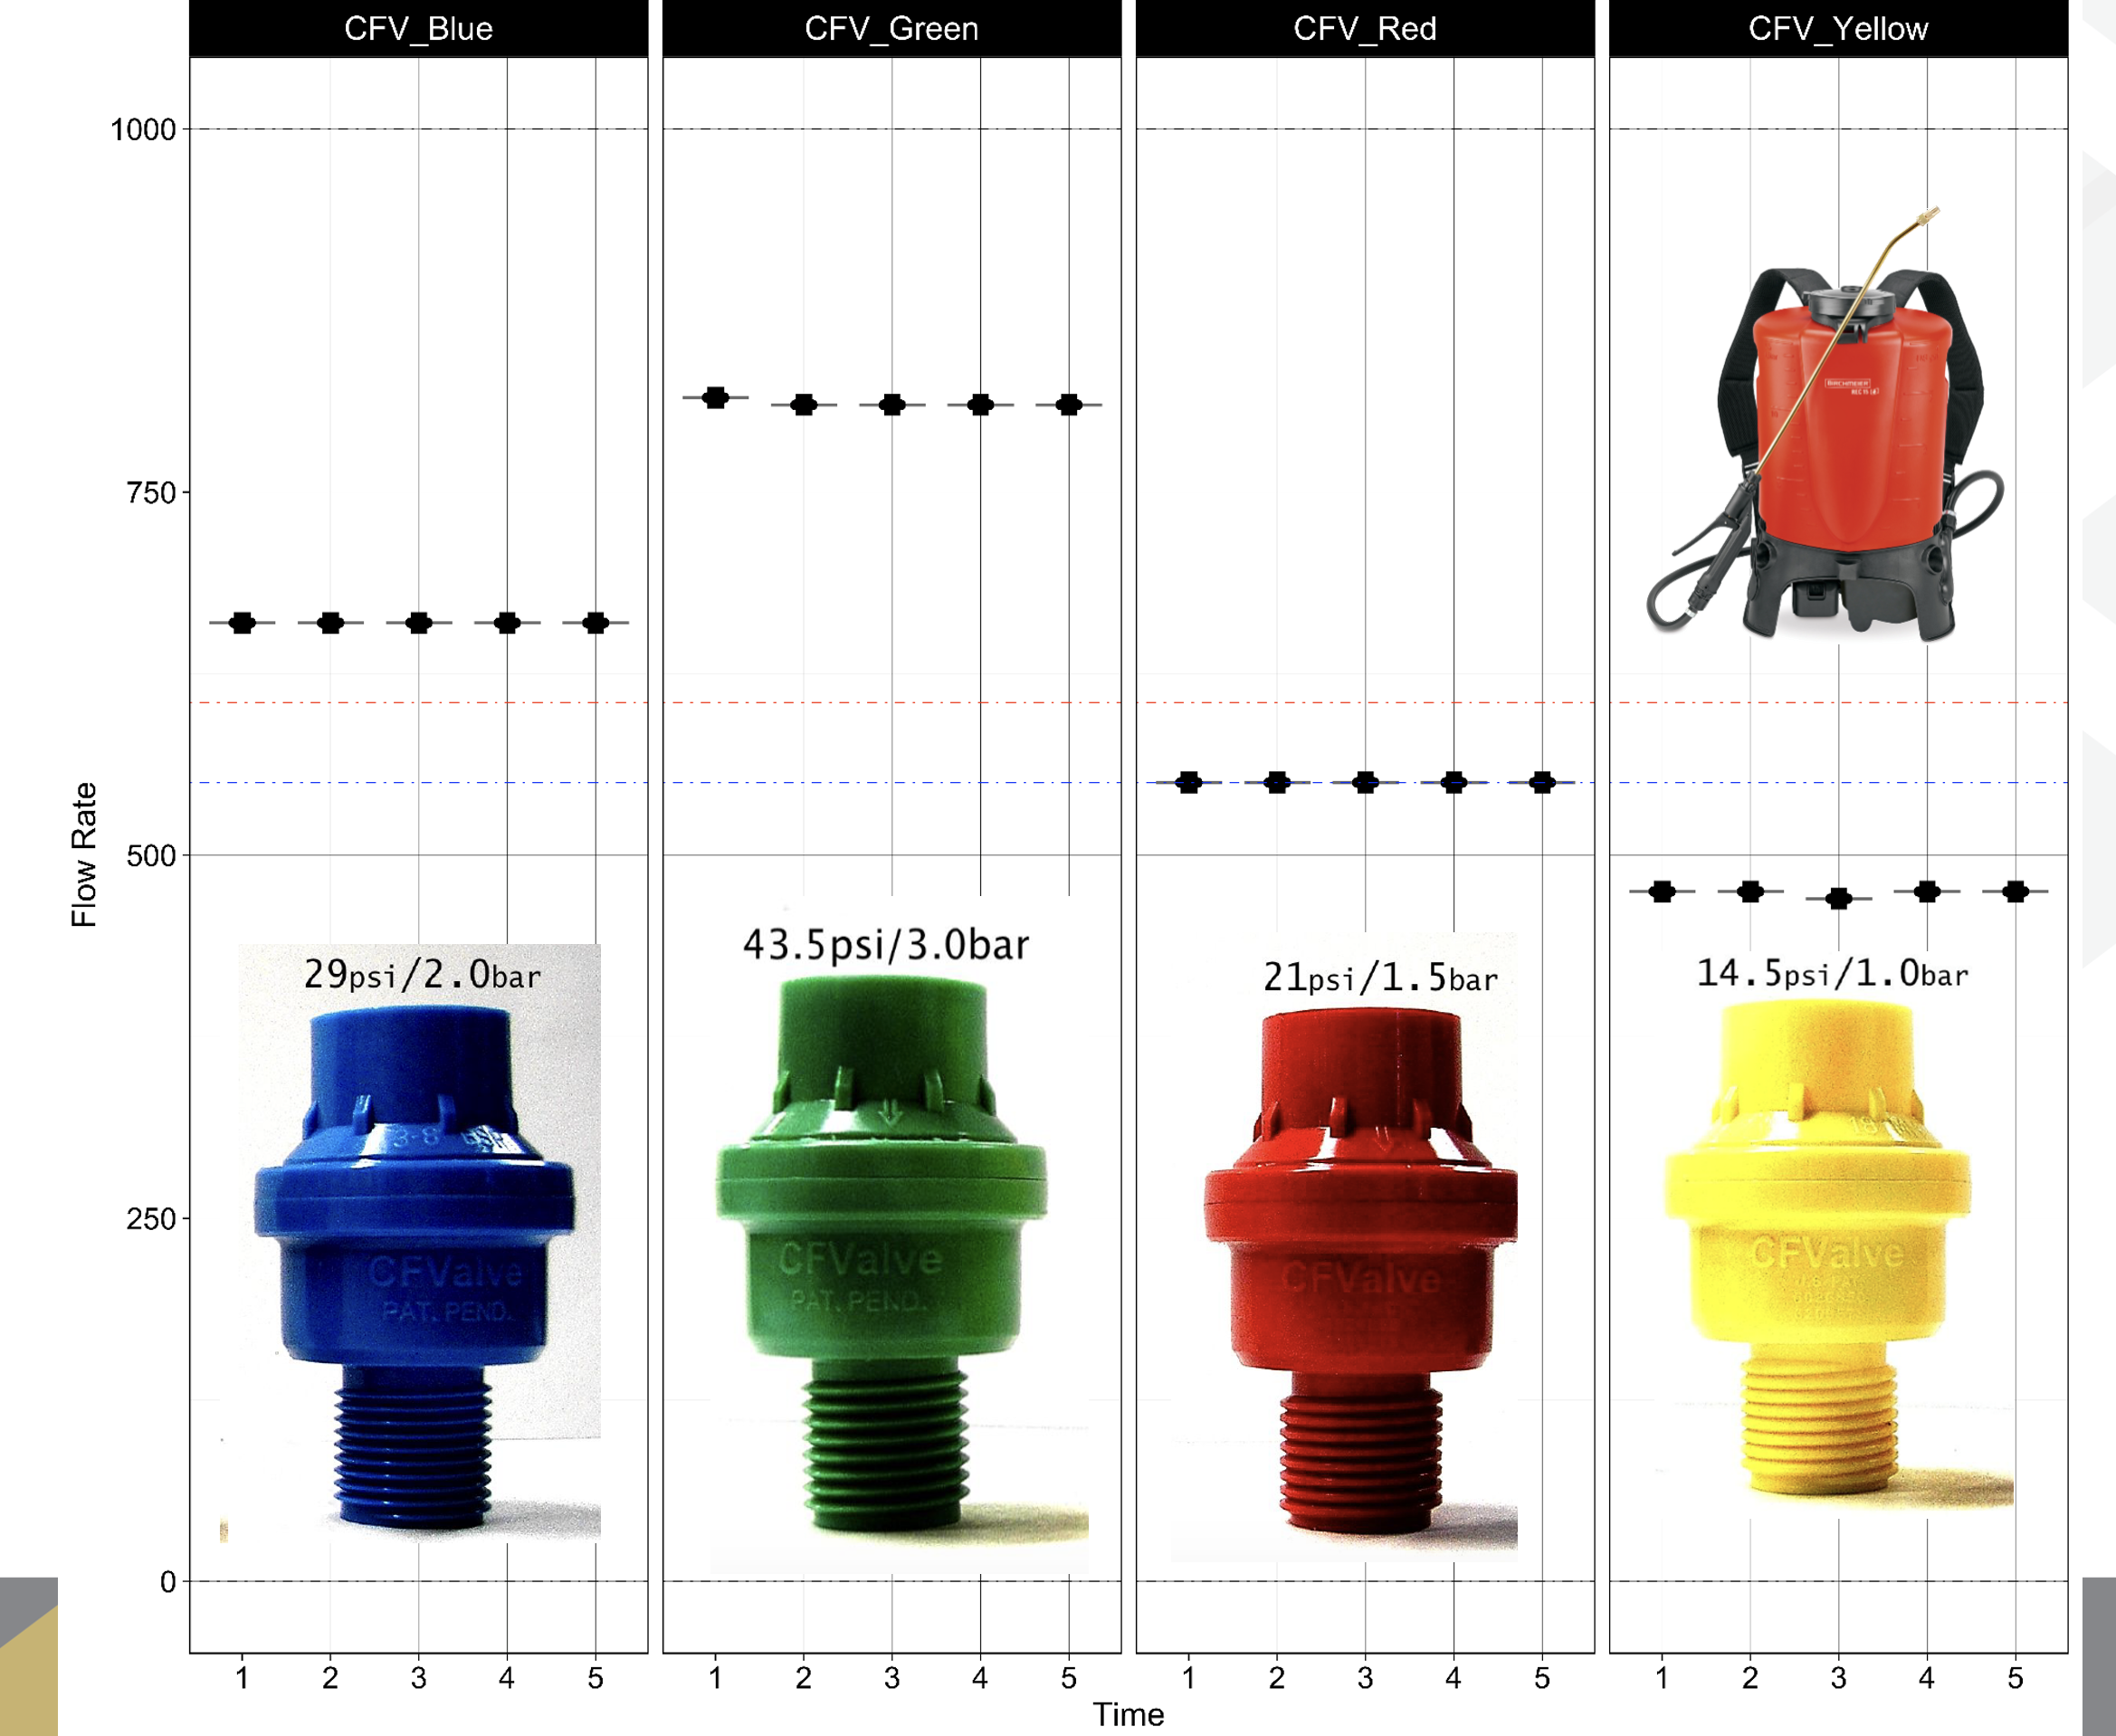 CFV_Blue
CFV_Green
CFV_Red
CFV_Yellow
1000
750
500
250
0
Flow Rate
BIRCHMEIER
29psi/2.0bar
43.5psi/3.0bar
21psi/1.5bar
14.5psi/1.0bar
CFValve
PAT. PEND.
CFValve
PAT. PEND.
CFValve
CFValve
1 2 3 4 5
1 2 3 4 5
1 2 3 4 5
1 2 3 4 5
Time